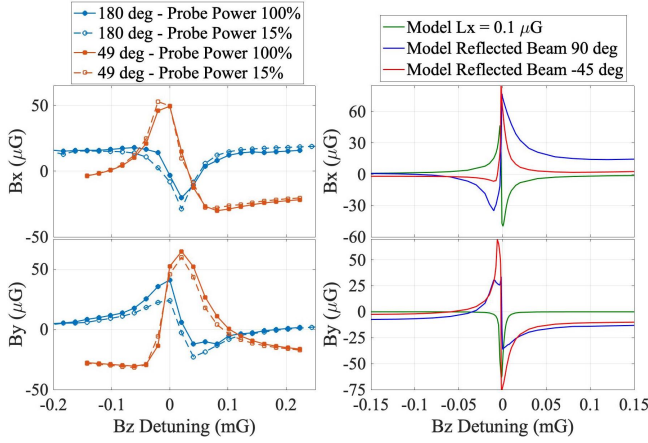 180 deg - Probe Power 100%
180 deg - Probe Power 15%
49 deg - Probe Power 100%
49 deg - Probe Power 15%
Model Lx = 0.1 μG
Model Reflected Beam 90 deg
Model Reflected Beam -45 deg
Bx (μG)
50
0
-50
Bx (μG)
60
30
0
-30
-60
By (μG)
50
0
-50
-0.2 -0.1 0 0.1 0.2
Bz Detuning (mG)
By (μG)
75
50
25
0
-25
-50
-75
-0.15 -0.10 -0.05 0 0.05 0.10 0.15
Bz Detuning (mG)